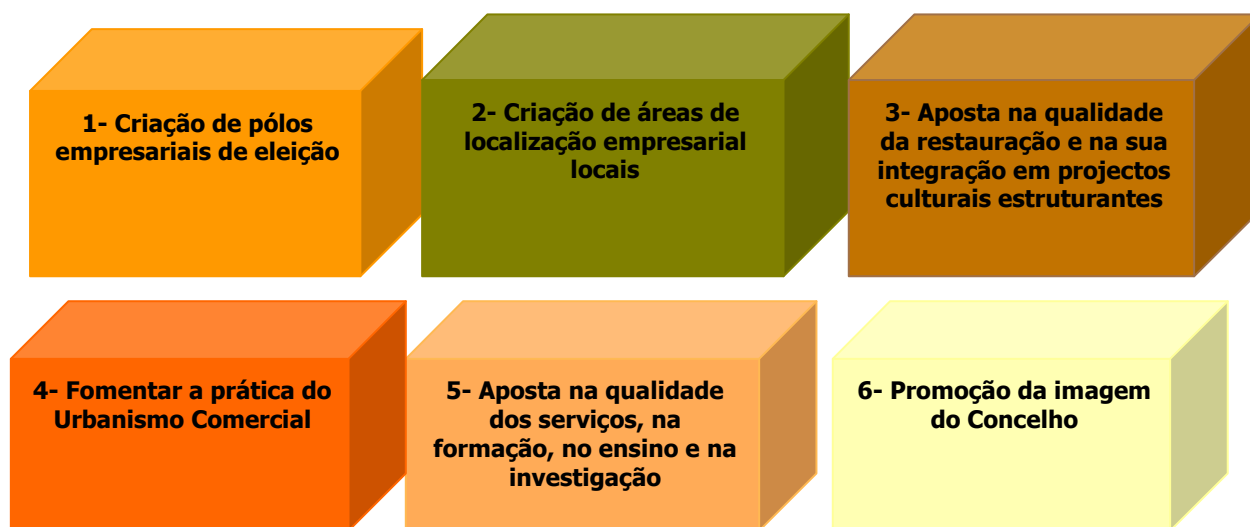 1- Criação de pólos
empresariais de eleição
2- Criação de áreas de
localização empresarial
locais
3- Aposta na qualidade
da restauração e na sua
integração em projectos
culturais estruturantes
4- Fomentar a prática do
Urbanismo Comercial
5- Aposta na qualidade
dos serviços, na
formação, no ensino e na
investigação
6- Promoção da imagem
do Concelho